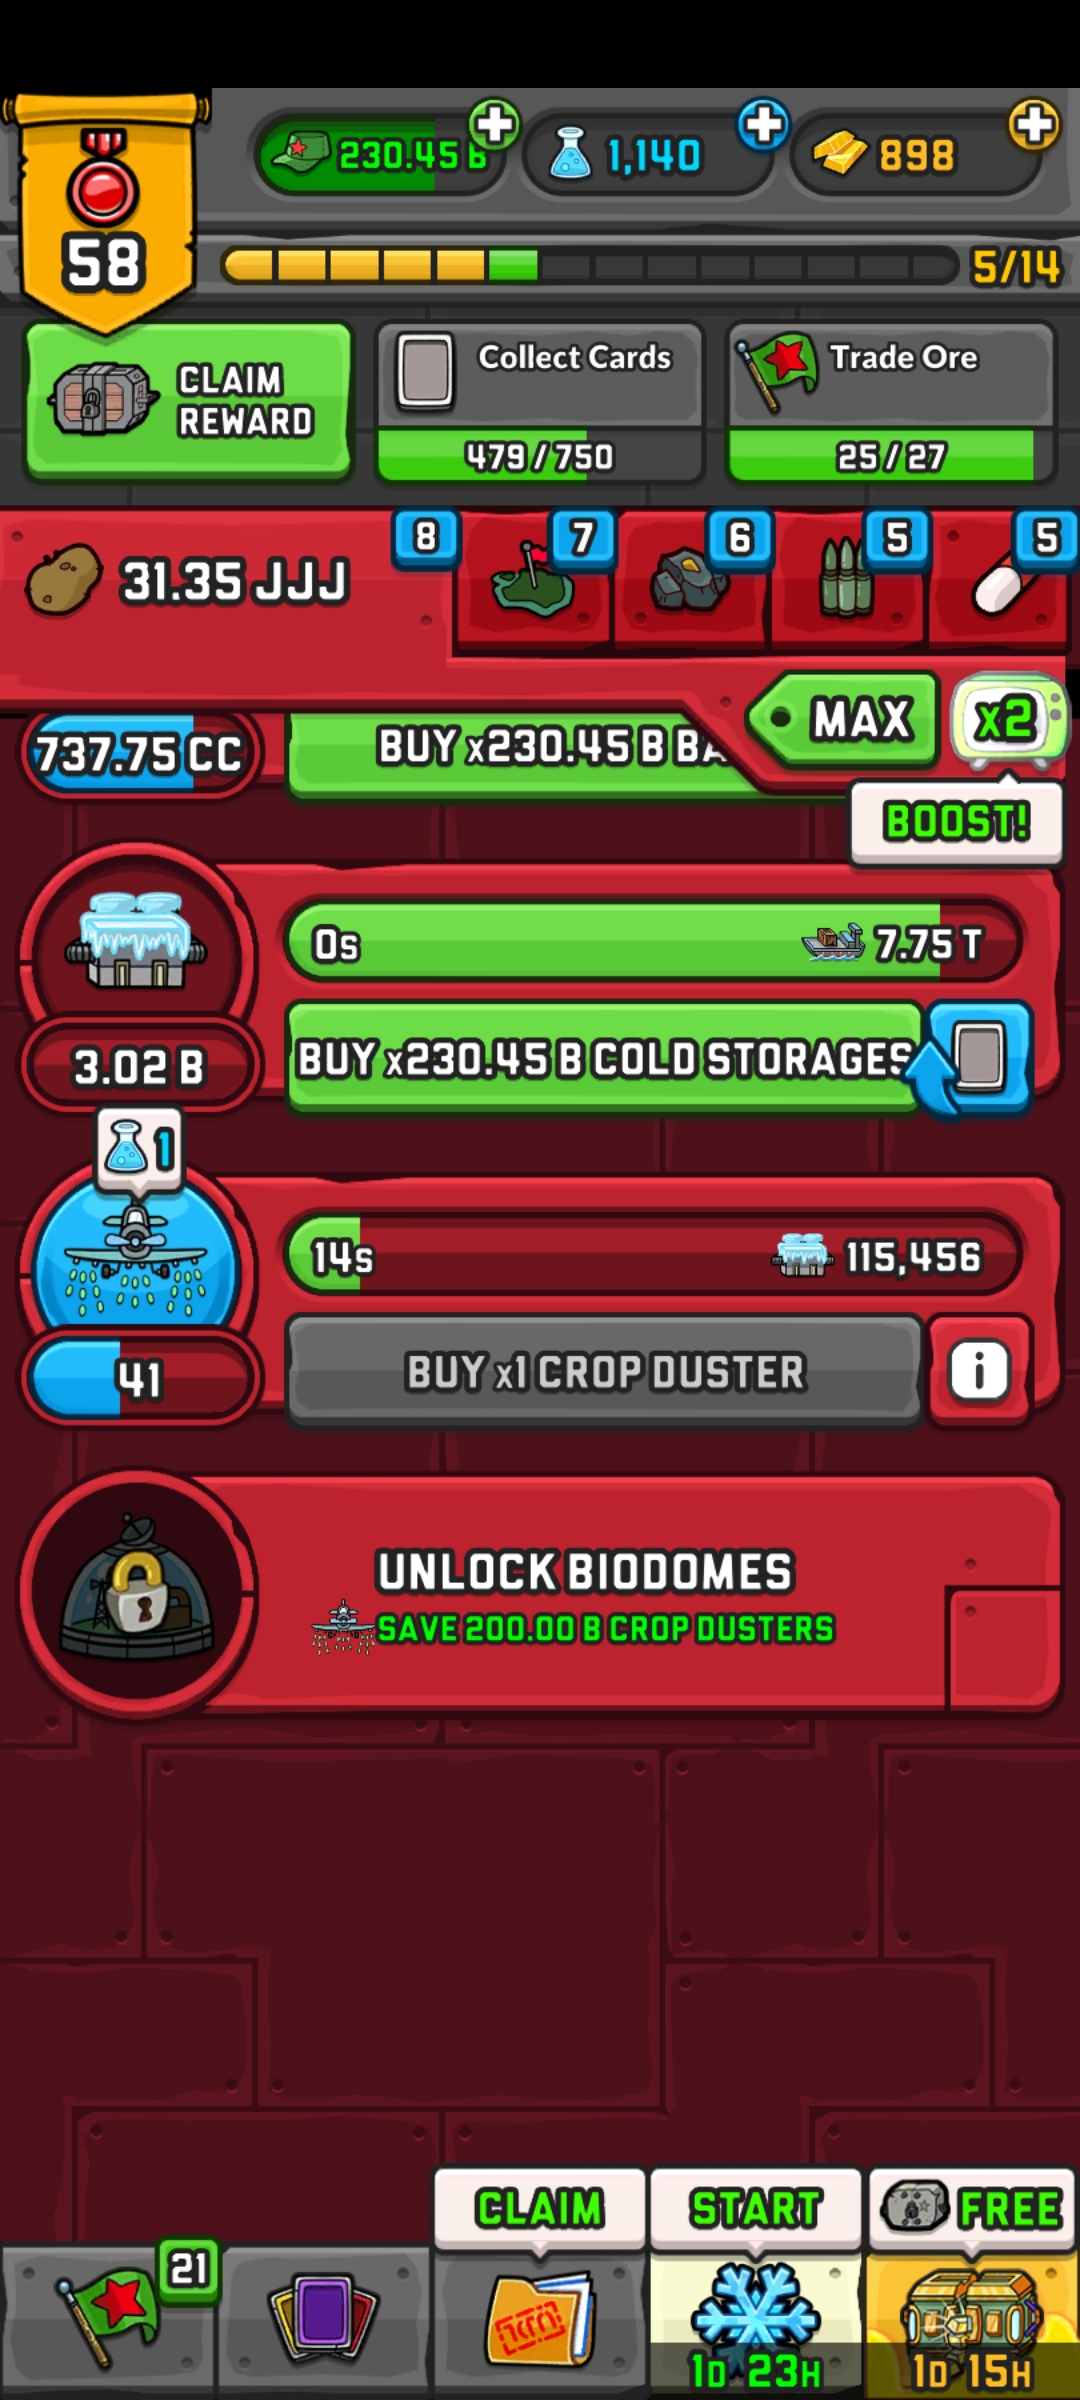 58
230.45 B
1,140
898
5/14
CLAIM
REWARD
Collect Cards
479/750
Trade Ore
25/27
31.35 JJJ
8
7
6
5
5
MAX
x2
BOOST!
737.75 CC
BUY x230.45 B BA
0s
7.75 T
3.02 B
BUY x230.45 B COLD STORAGES
1
14s
115,456
41
BUY x1 CROP DUSTER
i
UNLOCK BIODOMES
SAVE 200.00 B CROP DUSTERS
CLAIM
START
FREE
21
1D 23H
1D 15H